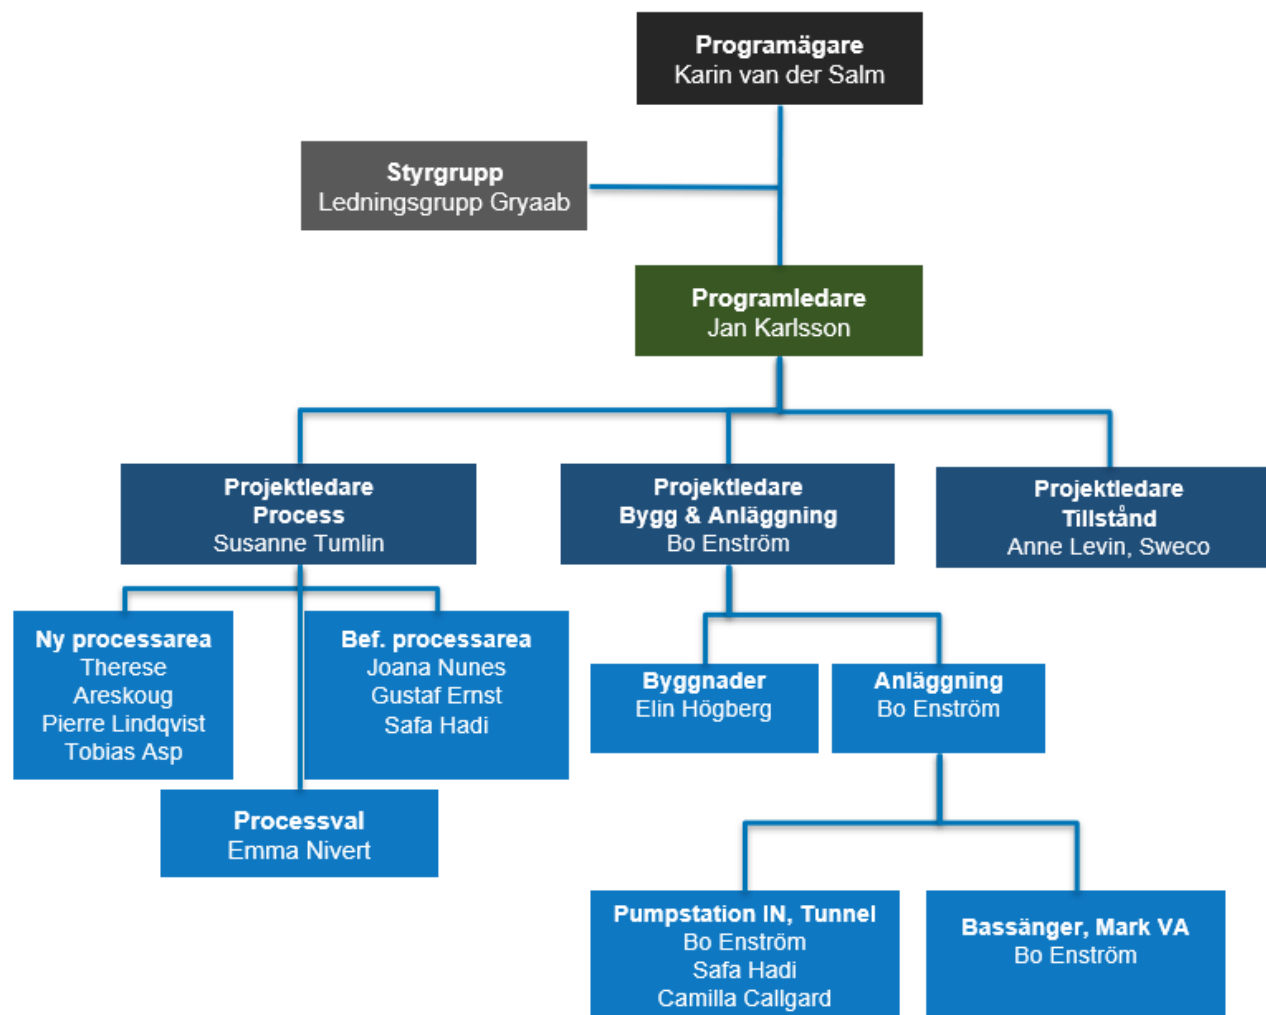 Programägare
Karin van der Salm
Styrgrupp
Ledningsgrupp Gryaab
Programledare
Jan Karlsson
Projektledare
Process
Susanne Tumlin
Projektledare
Bygg & Anläggning
Bo Enström
Projektledare
Tillstånd
Anne Levin, Sweco
Ny processarea
Therese
Areskoug
Pierre Lindqvist
Tobias Asp
Bef. processarea
Joana Nunes
Gustaf Ernst
Safa Hadi
Processval
Emma Nivert
Byggnader
Elin Högberg
Anläggning
Bo Enström
Pumpstation IN, Tunnel
Bo Enström
Safa Hadi
Camilla Callgard
Bassänger, Mark VA
Bo Enström